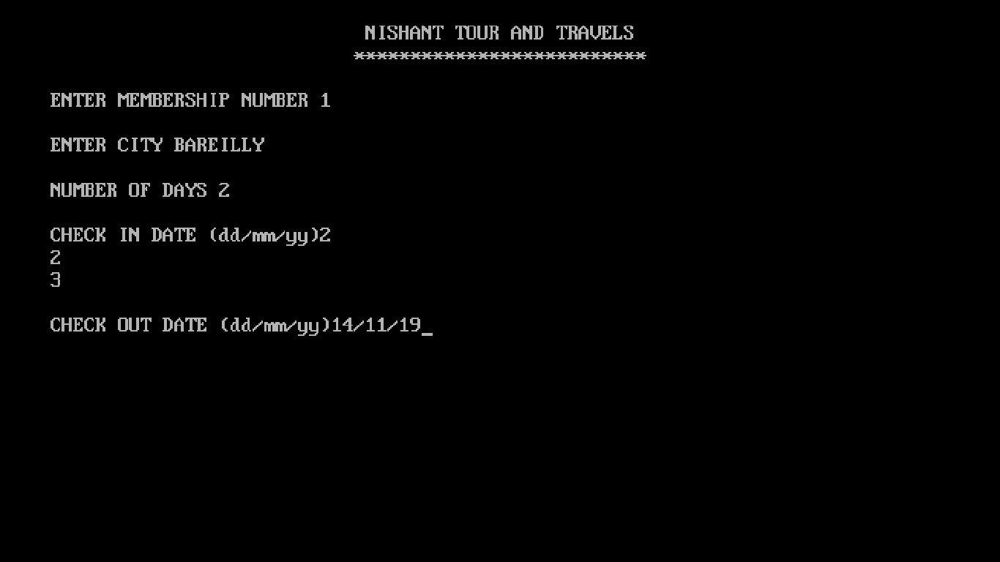 NISHANT TOUR AND TRAVELS
**************************
ENTER MEMBERSHIP NUMBER 1
ENTER CITY BAREILLY
NUMBER OF DAYS 2
CHECK IN DATE (dd/mm/yy)2
2
3
CHECK OUT DATE (dd/mm/yy)14/11/19_